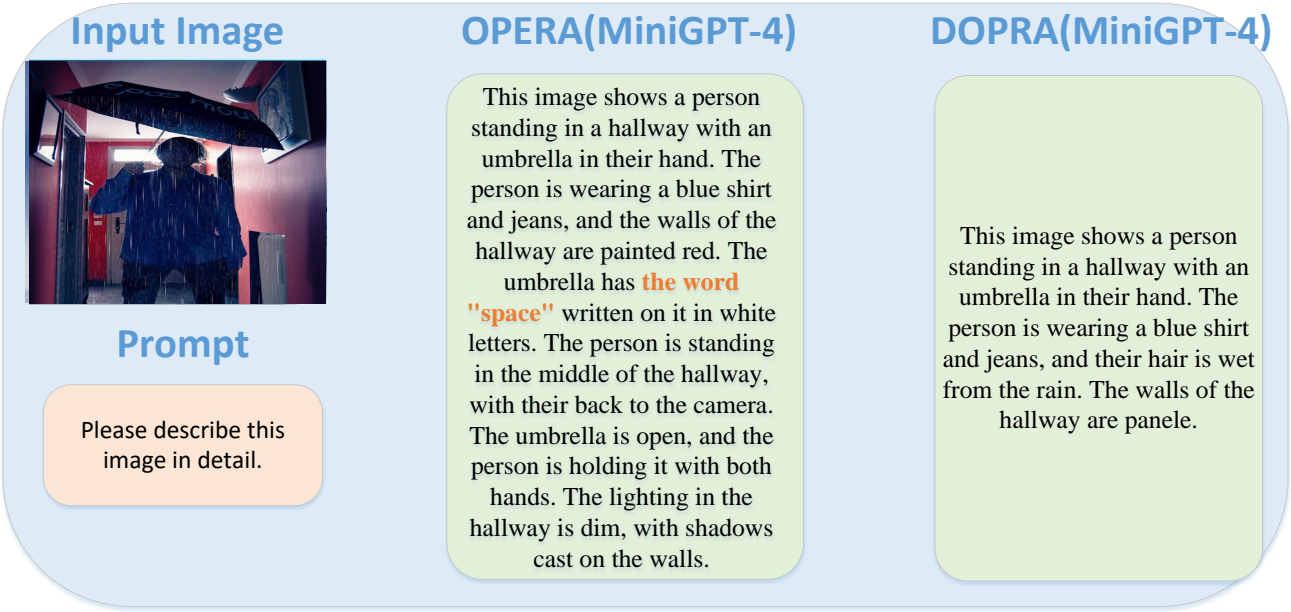 Input Image
epas mou
Prompt
Please describe this
image in detail.
OPERA(MiniGPT-4)
This image shows a person
standing in a hallway with an
umbrella in their hand. The
person is wearing a blue shirt
and jeans, and the walls of the
hallway are painted red. The
umbrella has the word
"space" written on it in white
letters. The person is standing
in the middle of the hallway,
with their back to the camera.
The umbrella is open, and the
person is holding it with both
hands. The lighting in the
hallway is dim, with shadows
cast on the walls.
DOPRA(MiniGPT-4)
This image shows a person
standing in a hallway with an
umbrella in their hand. The
person is wearing a blue shirt
and jeans, and their hair is wet
from the rain. The walls of the
hallway are panele.